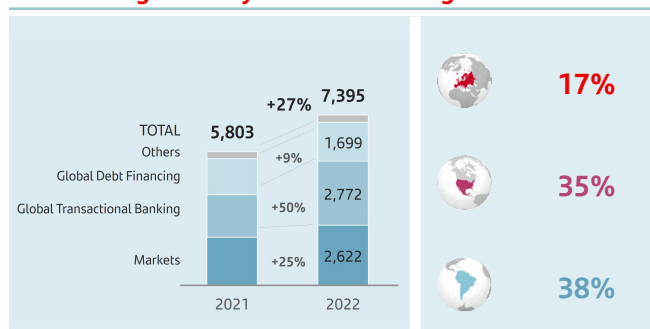 +27%
7,395
TOTAL
5,803
Others
1,699
+9%
Global Debt Financing
2,772
Global Transactional Banking
+50%
Markets
+25%
2,622
2021
2022
17%
35%
38%